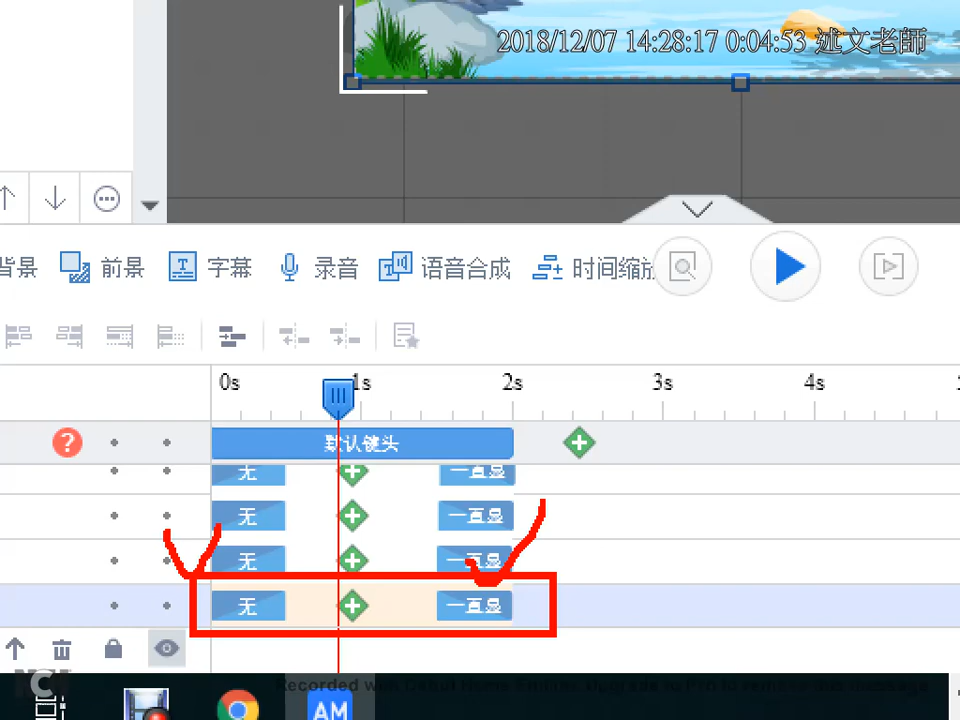 2018/12/07 14:28:17 0:04:53 述文老師
背景 前景 字幕 录音 语音合成 时间缩放
0s 1s 2s 3s 4s
? 默认镜头
无 一直显
无 一直显
无 一直显
无 一直显
AM